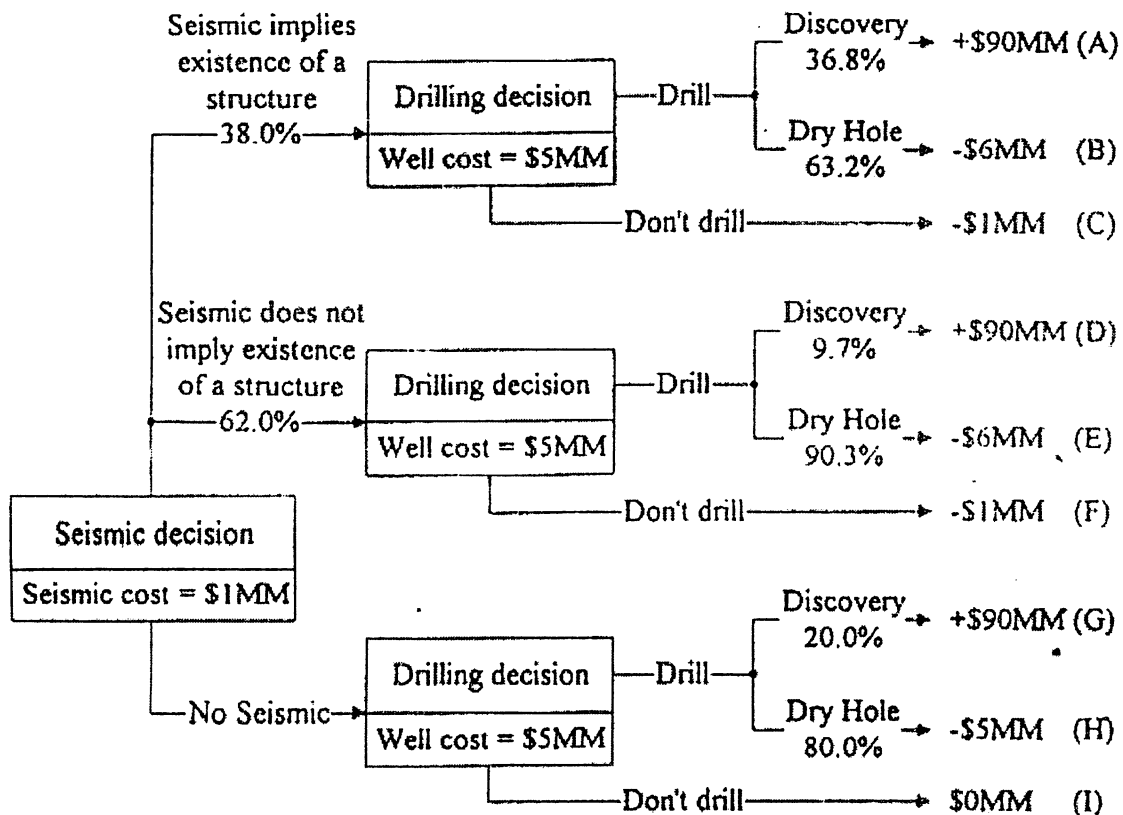 Seismic implies
existence of a
structure
38.0%
Drilling decision
Well cost = $5MM
Drill
Discovery
36.8%
+$90MM (A)
Dry Hole
63.2%
-$6MM (B)
Don't drill
-$1MM (C)
Seismic does not
imply existence
of a structure
62.0%
Drilling decision
Well cost = $5MM
Drill
Discovery
9.7%
+$90MM (D)
Dry Hole
90.3%
-$6MM (E)
Don't drill
-$1MM (F)
Seismic decision
Seismic cost = $1MM
No Seismic
Drilling decision
Well cost = $5MM
Drill
Discovery
20.0%
+$90MM (G)
Dry Hole
80.0%
-$5MM (H)
Don't drill
$0MM (I)